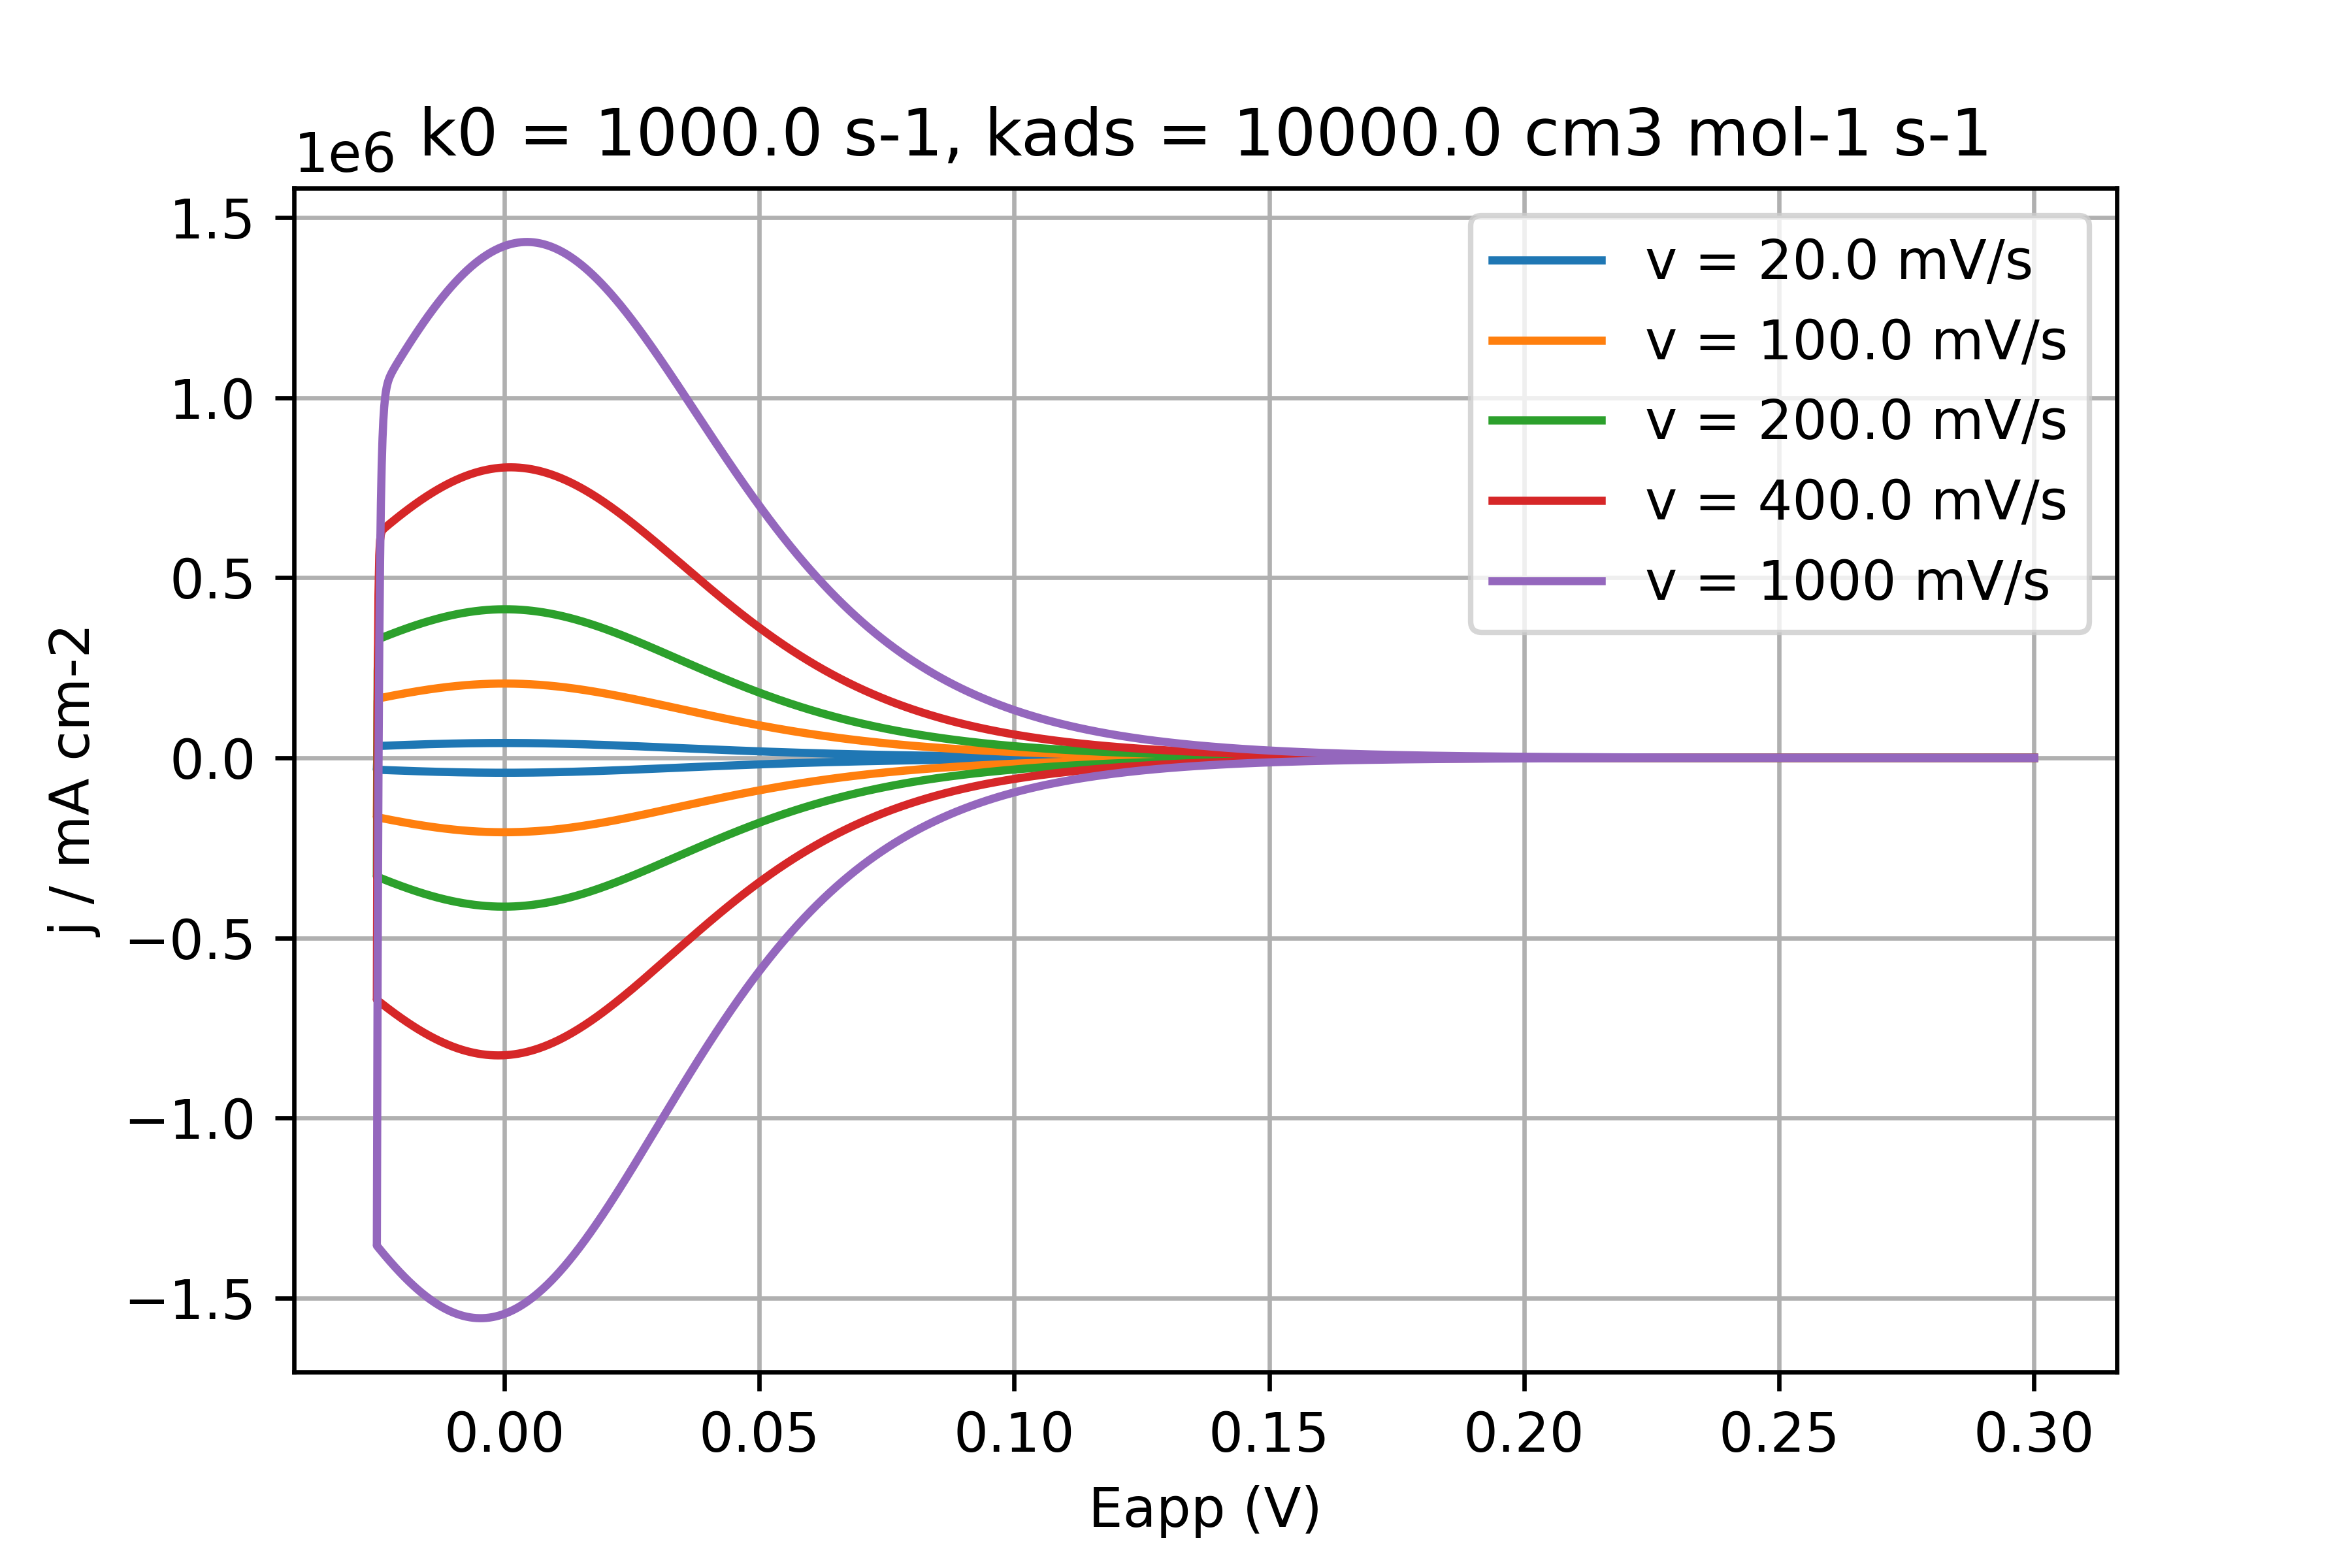 k0 = 1000.0 s-1, kads = 10000.0 cm3 mol-1 s-1
1e6
1.5
1.0
0.5
0.0
−0.5
−1.0
−1.5
j / mA cm-2
v = 20.0 mV/s
v = 100.0 mV/s
v = 200.0 mV/s
v = 400.0 mV/s
v = 1000 mV/s
0.00 0.05 0.10 0.15 0.20 0.25 0.30
Eapp (V)